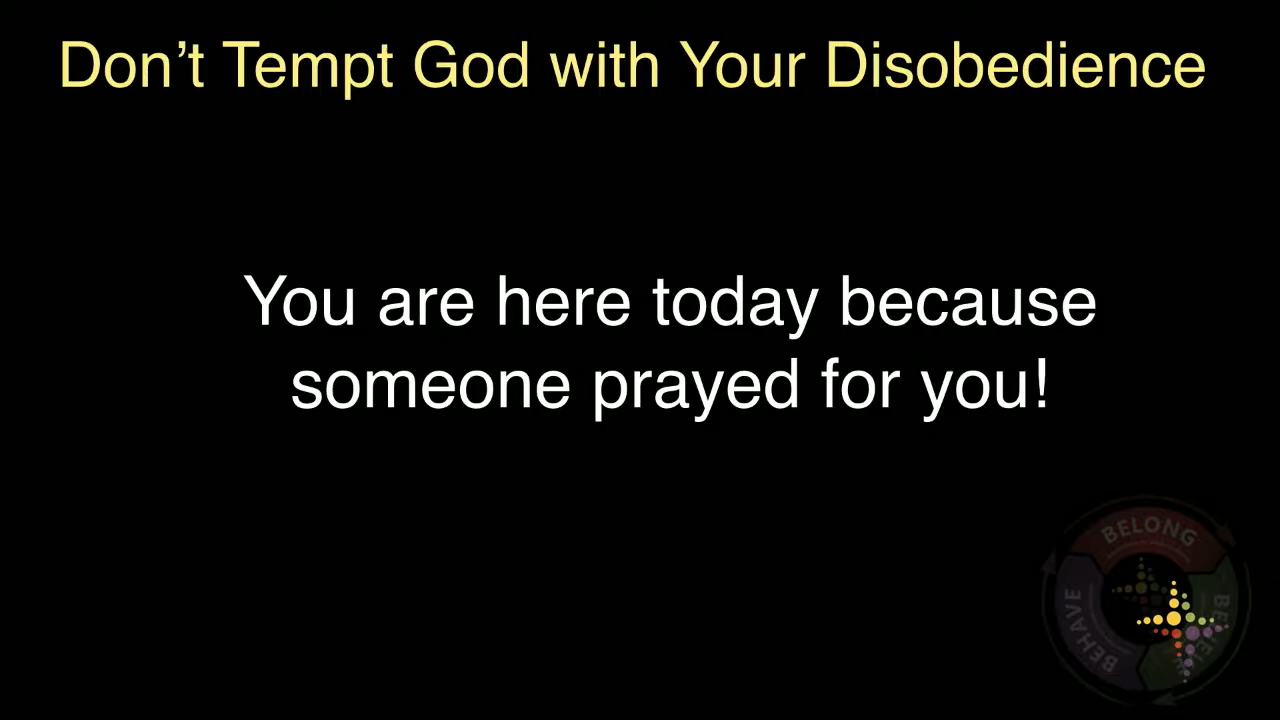 Don't Tempt God with Your Disobedience
You are here today because
someone prayed for you!
BELONG
BEHAVE